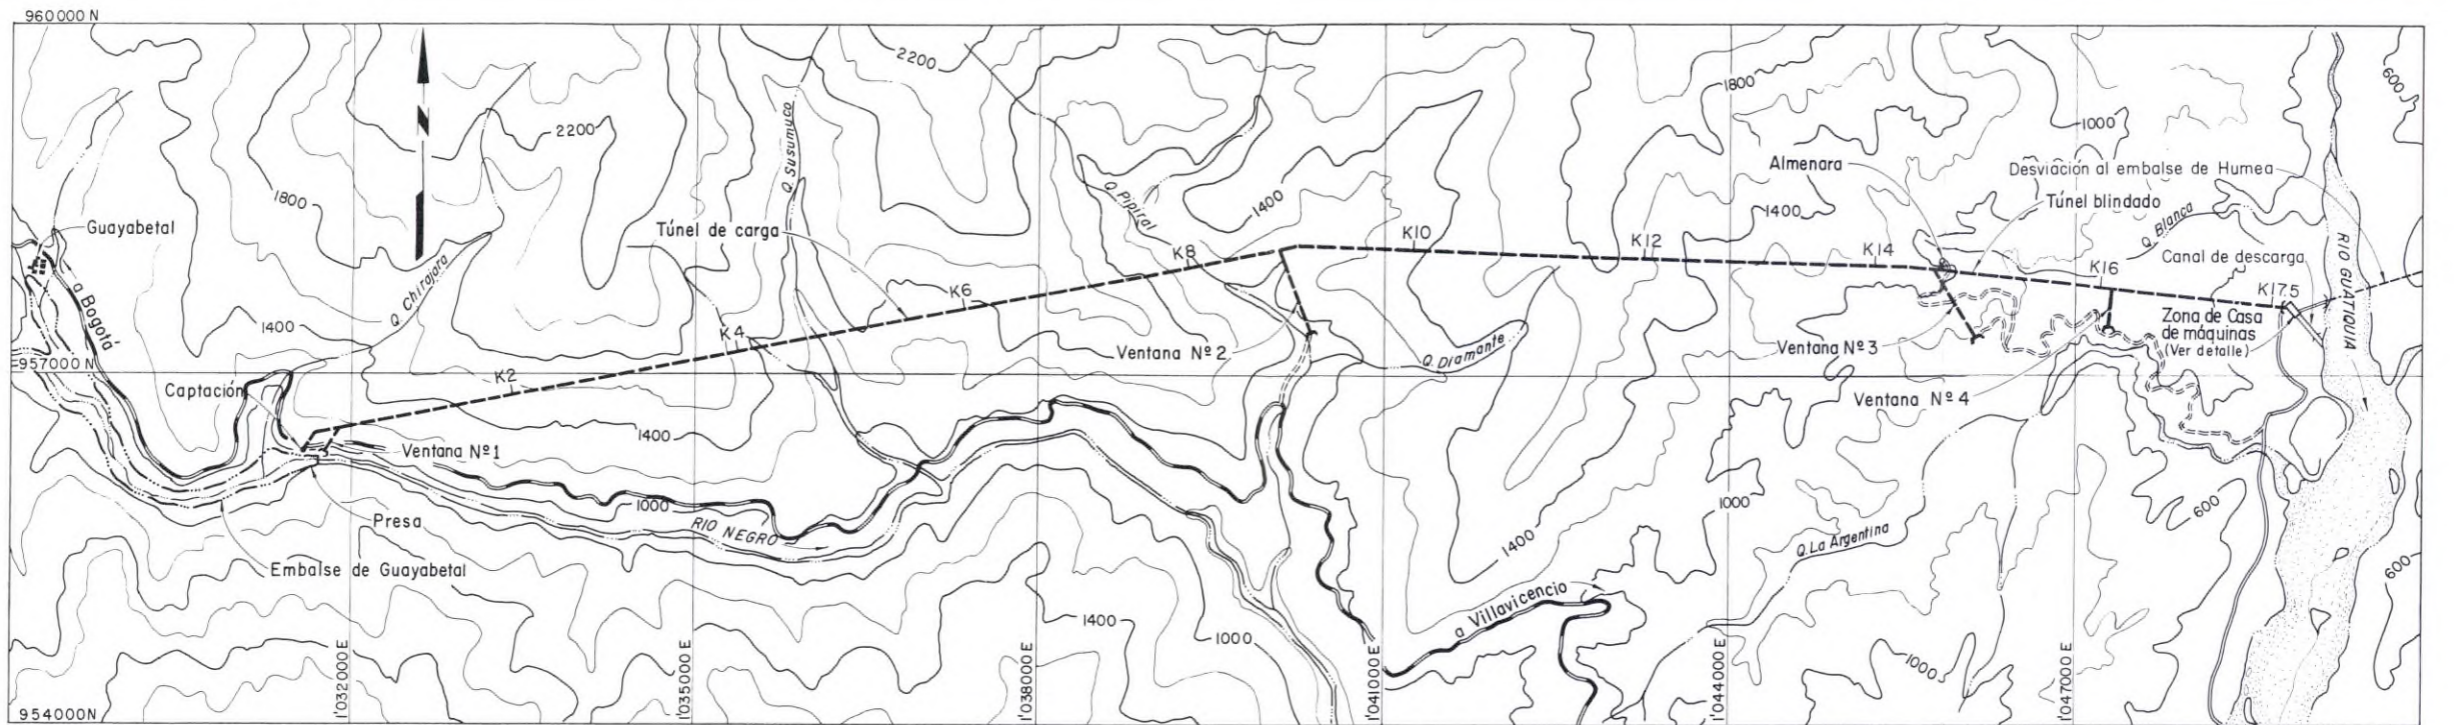 960000 N
2200
1800
600
2200
1000
Q. Susumuco
Almenara
Desviación al embalse de Humea
1800
Q. Pipiral
1400
1400
Túnel blindado
Q. Blanca
Guayabetal
Túnel de carga
K8
K10
K12
K14
K16
Canal de descarga
RIO GUATIQUIA
a Bogotá
Q. Chirajara
K6
K17.5
1400
K4
Zona de Casa
de máquinas
(Ver detalle)
Ventana Nº 2
Q. Diamante
Ventana Nº 3
957000 N
K2
Captación
Ventana Nº 4
1400
Ventana Nº 1
1000
1000
600
Presa
RIO NEGRO
1400
Q. La Argentina
Embalse de Guayabetal
600
a Villavicencio
1400
1000
1000
1'032000 E
1'035000 E
1'038000 E
1'041000 E
1'044000 E
1'047000 E
954000N
N